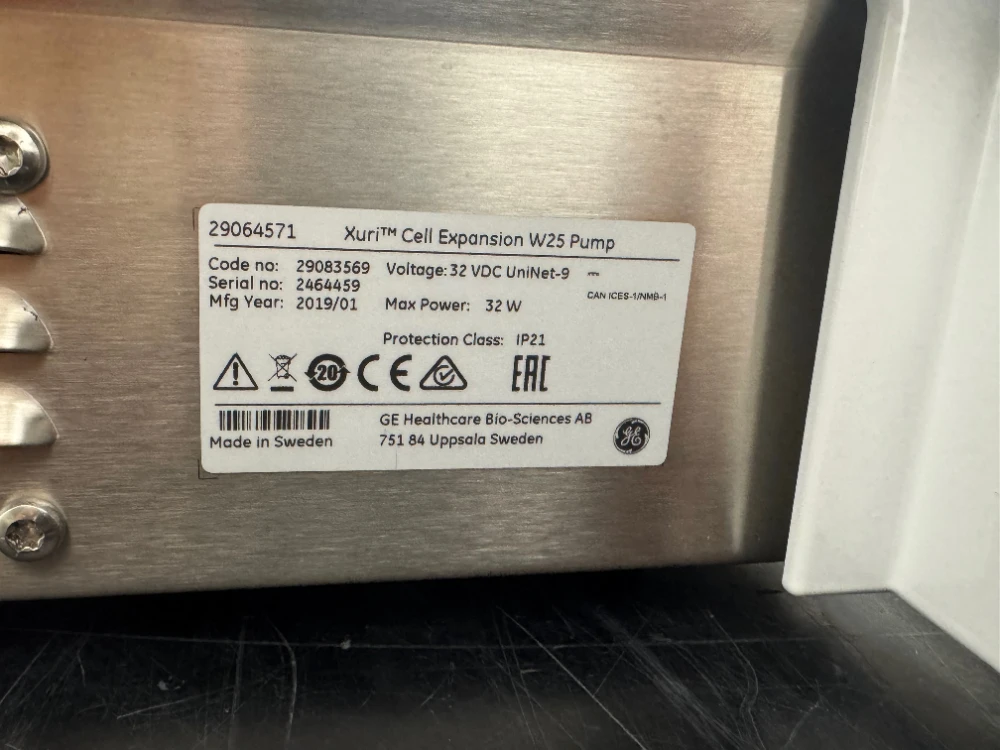 29064571 Xuri™ Cell Expansion W25 Pump
Code no: 29083569 Voltage: 32 VDC UniNet-9
Serial no: 2464459 CAN ICES-1/NMB-1
Mfg Year: 2019/01 Max Power: 32 W
Protection Class: IP21
20 CE EAC
GE Healthcare Bio-Sciences AB
Made in Sweden 751 84 Uppsala Sweden
GE